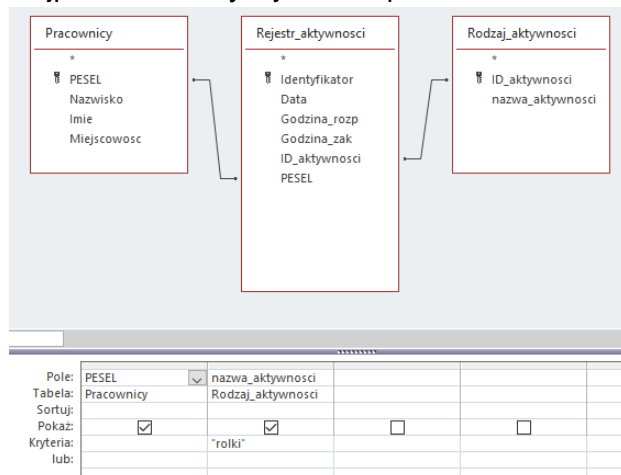 Pracownicy
*
PESEL
Nazwisko
Imie
Miejscowosc
Rejestr_aktywnosci
*
Identyfikator
Data
Godzina_rozp
Godzina_zak
ID_aktywnosci
PESEL
Rodzaj_aktywnosci
*
ID_aktywnosci
nazwa_aktywnosci
Pole: PESEL nazwa_aktywnosci
Tabela: Pracownicy Rodzaj_aktywnosci
Sortuj:
Pokaż:
Kryteria: "rolki"
lub: